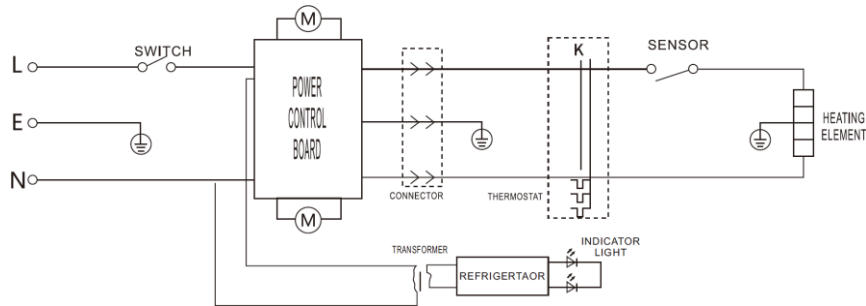 M
SWITCH
K
SENSOR
L
POWER
CONTROL
BOARD
E
HEATING
ELEMENT
N
CONNECTOR
THERMOSTAT
M
TRANSFORMER
INDICATOR
LIGHT
REFRIGERTAOR